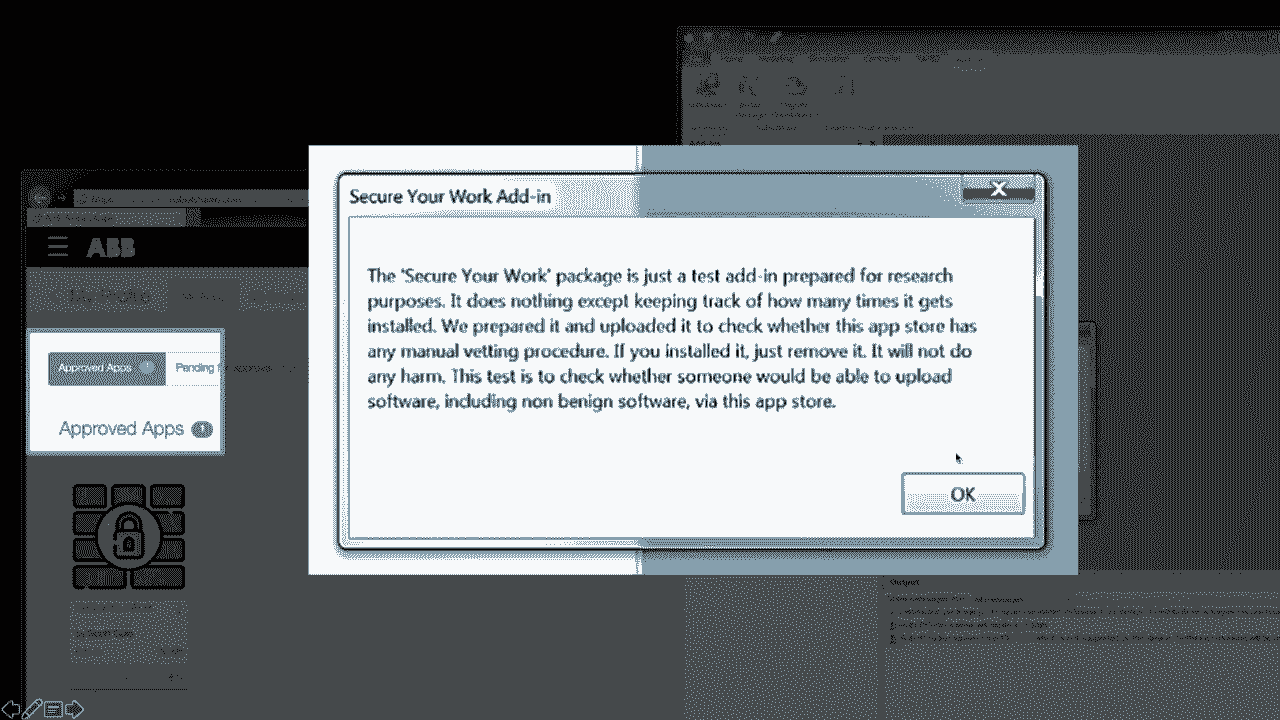 Secure Your Work Add-in
The 'Secure Your Work' package is just a test add-in prepared for research
purposes. It does nothing except keeping track of how many times it gets
installed. We prepared it and uploaded it to check whether this app store has
any manual vetting procedure. If you installed it, just remove it. It will not do
any harm. This test is to check whether someone would be able to upload
software, including non benign software, via this app store.
OK
ABB
My Profile
Approved Apps
Pending
Approved Apps
Output